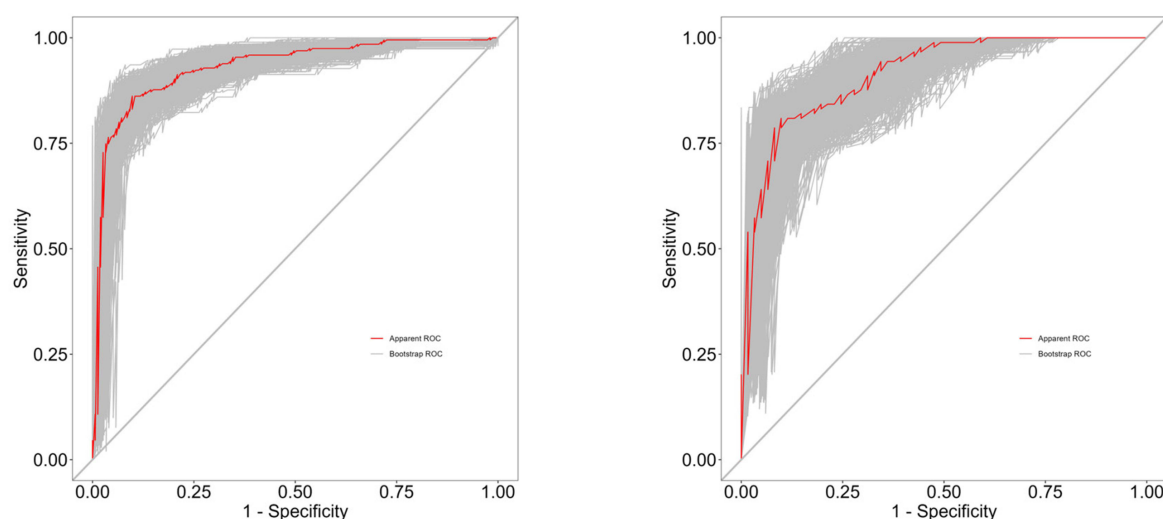 1.00
0.75
Sensitivity
0.50
0.25
0.00
Apparent ROC
Bootstrap ROC
0.00 0.25 0.50 0.75 1.00
1 - Specificity
1.00
0.75
Sensitivity
0.50
0.25
0.00
Apparent ROC
Bootstrap ROC
0.00 0.25 0.50 0.75 1.00
1 - Specificity